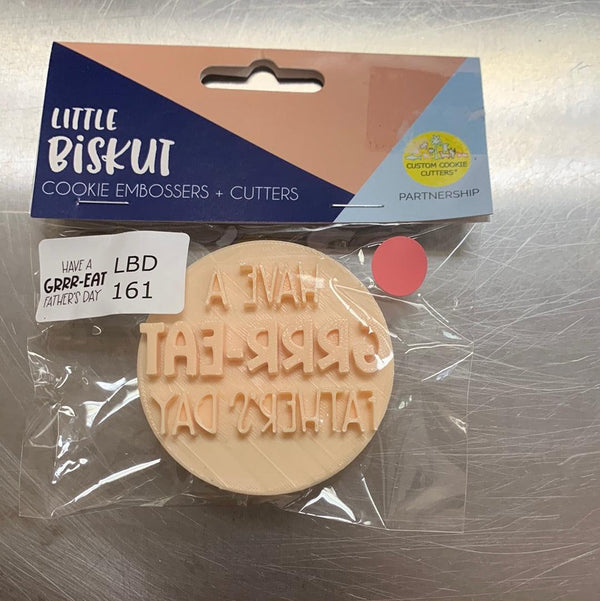 LITTLE
BISKUT
COOKIE EMBOSSERS + CUTTERS
CUSTOM COOKIE
CUTTERS™
PARTNERSHIP
HAVE A
GRRR-EAT
FATHER'S DAY
LBD
161
HAVE A
GRRR-EAT
FATHER'S DAY